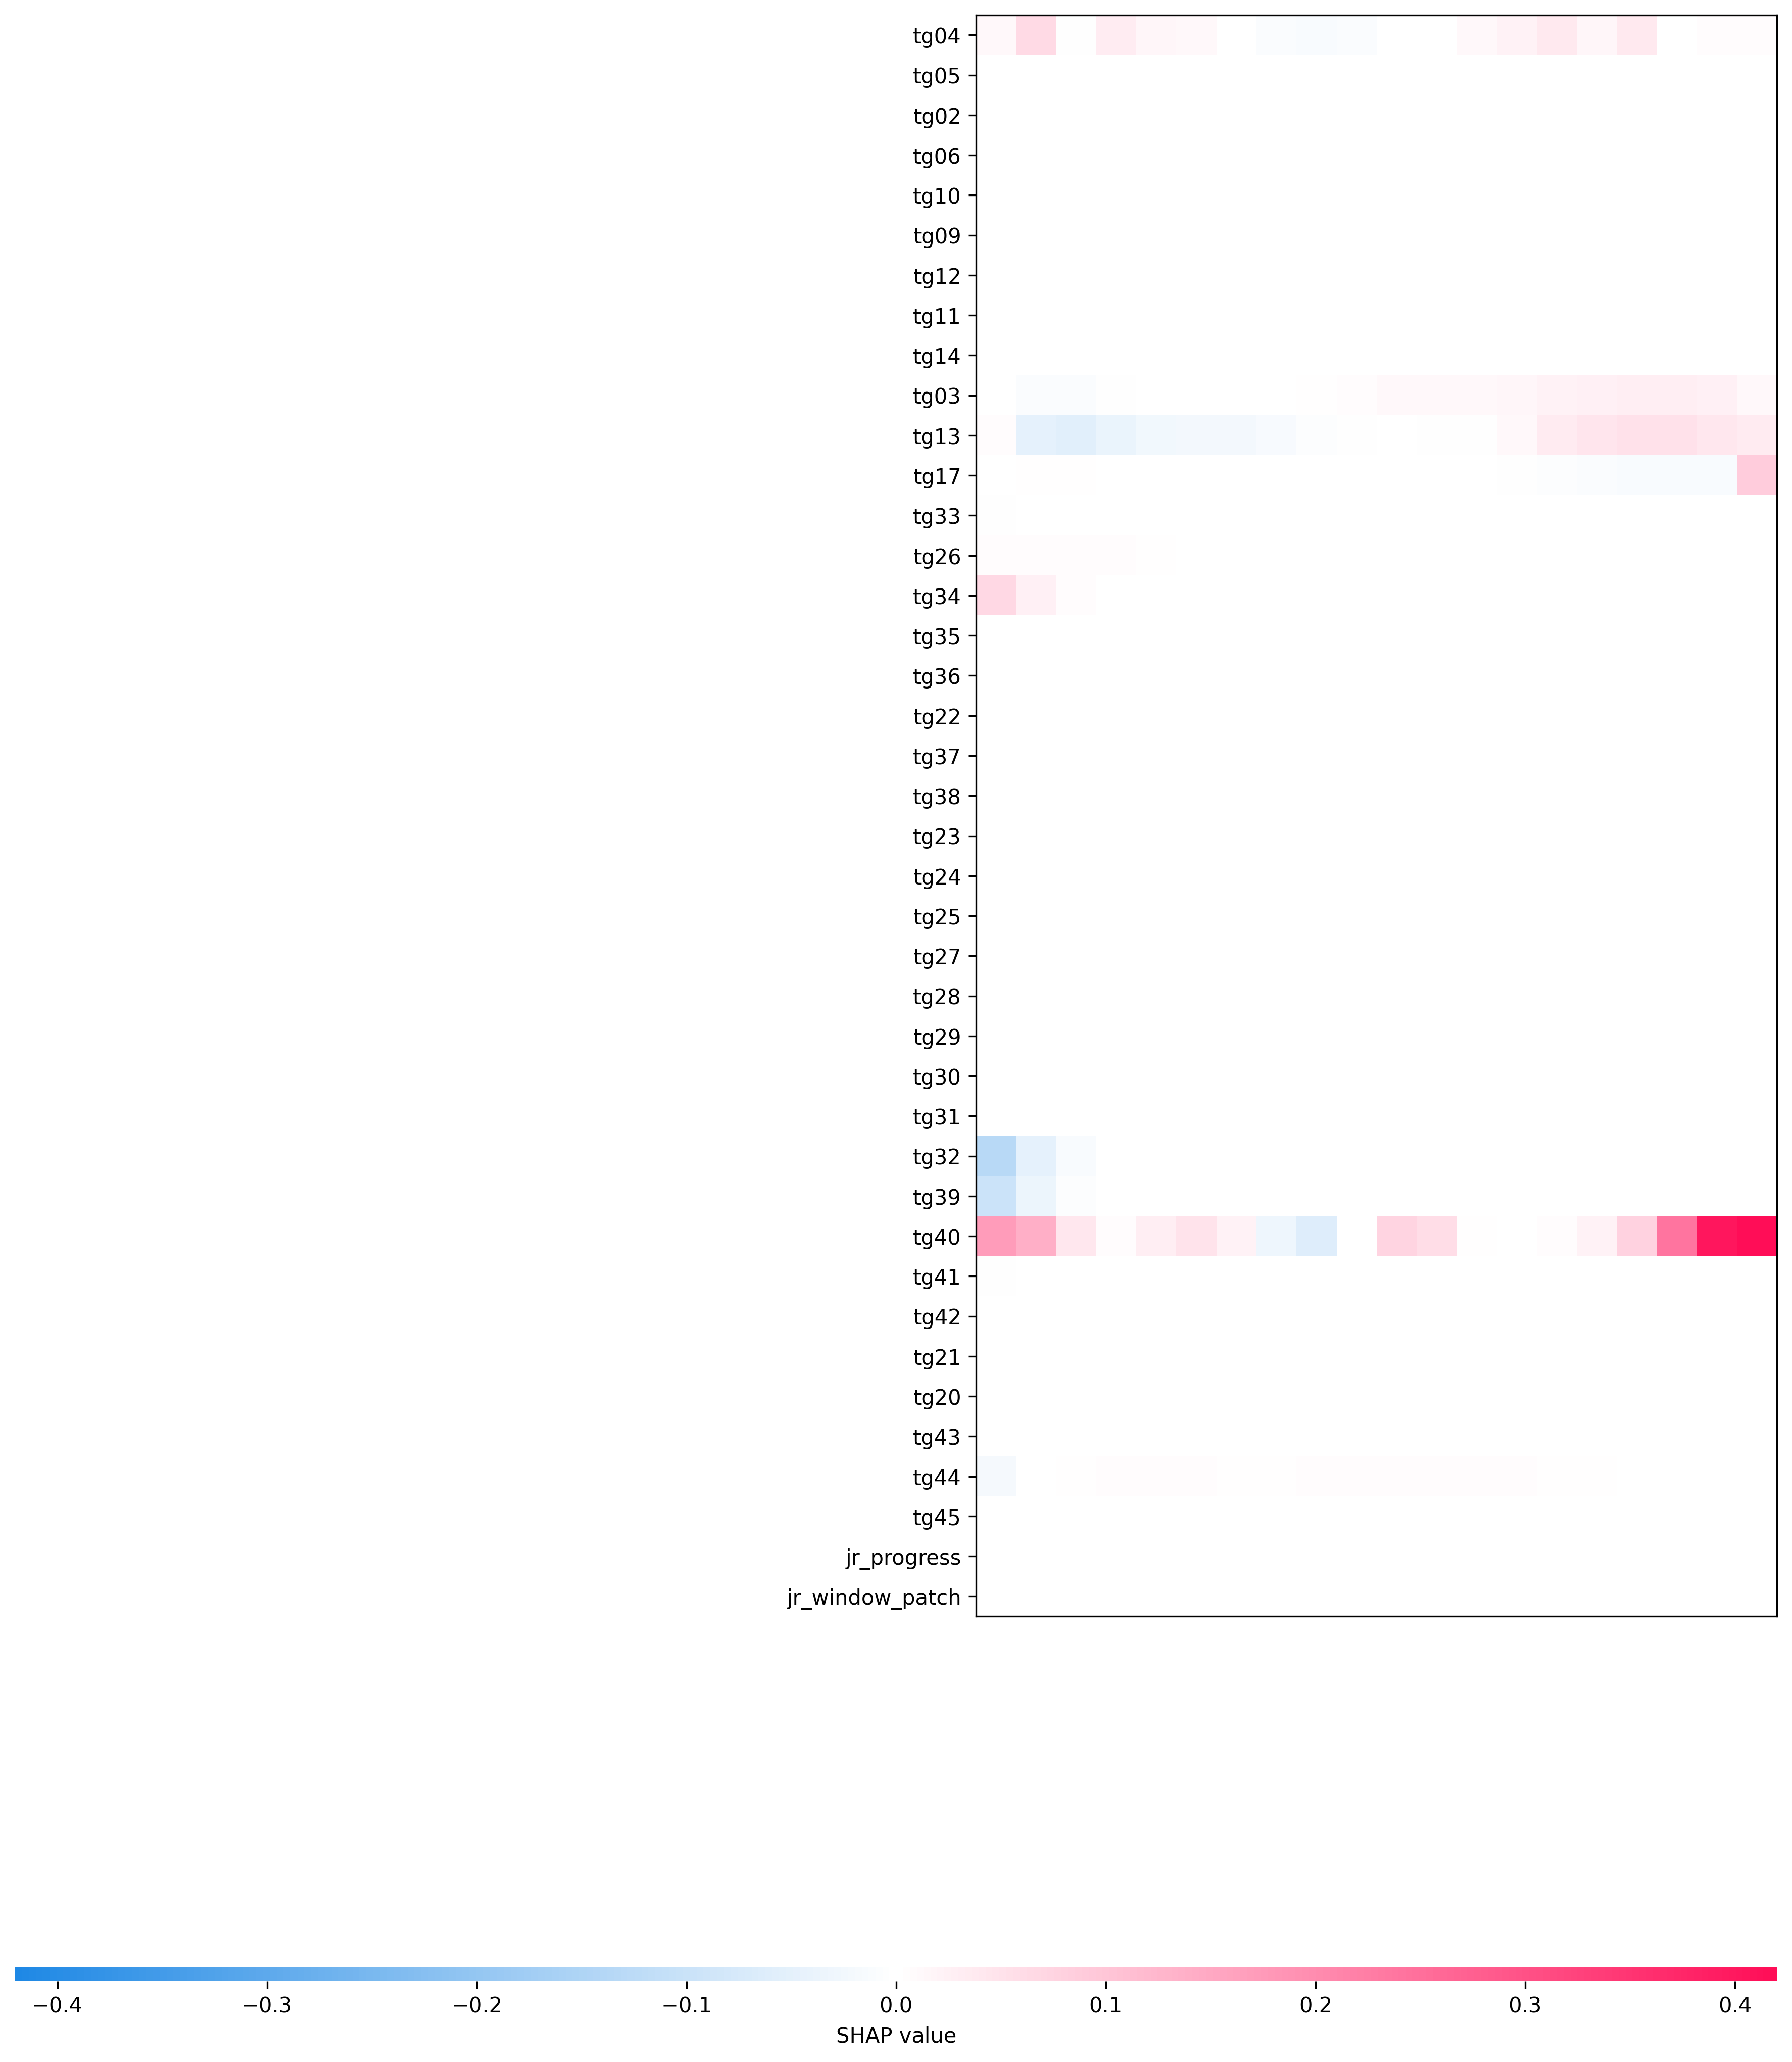 tg04
tg05
tg02
tg06
tg10
tg09
tg12
tg11
tg14
tg03
tg13
tg17
tg33
tg26
tg34
tg35
tg36
tg22
tg37
tg38
tg23
tg24
tg25
tg27
tg28
tg29
tg30
tg31
tg32
tg39
tg40
tg41
tg42
tg21
tg20
tg43
tg44
tg45
jr_progress
jr_window_patch
−0.4 −0.3 −0.2 −0.1 0.0 0.1 0.2 0.3 0.4
SHAP value